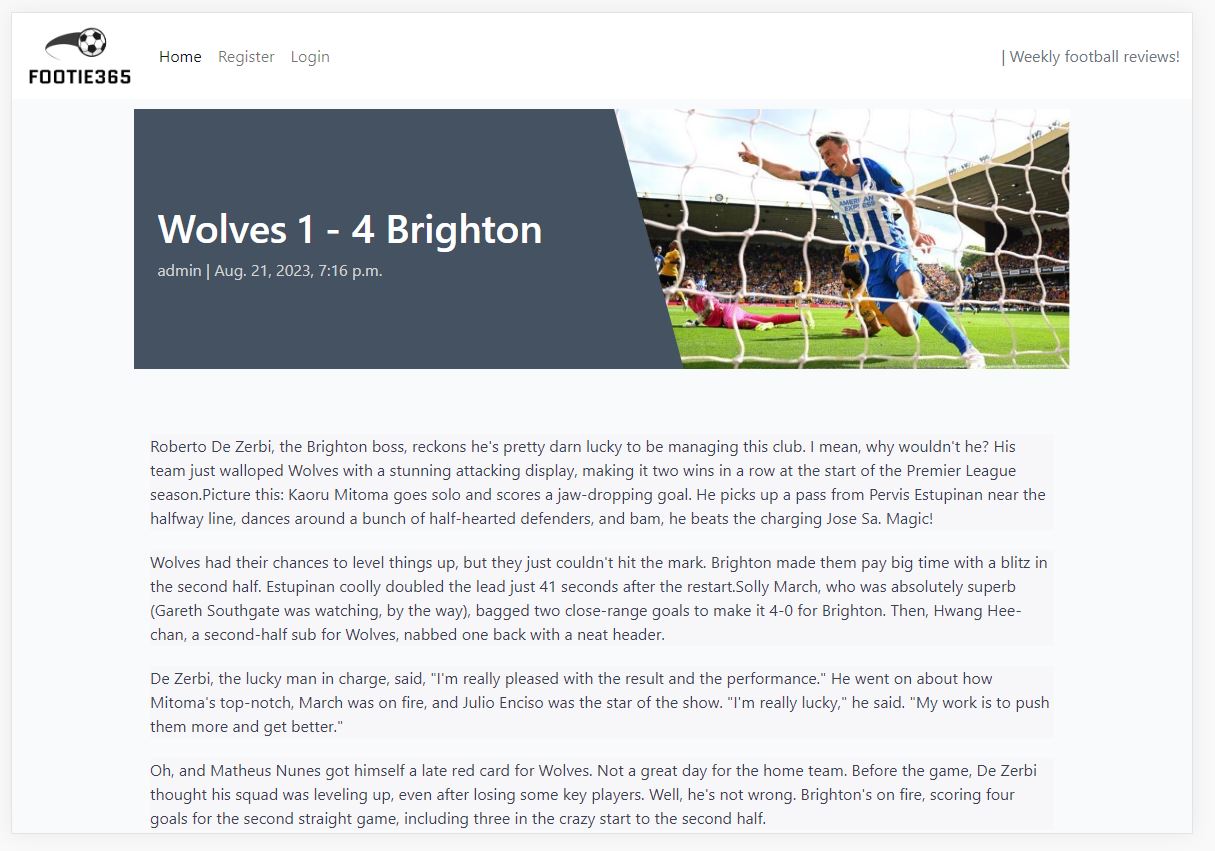 FOOTIE365
Home Register Login
| Weekly football reviews!
Wolves 1 - 4 Brighton
admin | Aug. 21, 2023, 7:16 p.m.
AMERICAN
EXPRESS
Roberto De Zerbi, the Brighton boss, reckons he's pretty darn lucky to be managing this club. I mean, why wouldn't he? His
team just walloped Wolves with a stunning attacking display, making it two wins in a row at the start of the Premier League
season.Picture this: Kaoru Mitoma goes solo and scores a jaw-dropping goal. He picks up a pass from Pervis Estupinan near the
halfway line, dances around a bunch of half-hearted defenders, and bam, he beats the charging Jose Sa. Magic!
Wolves had their chances to level things up, but they just couldn't hit the mark. Brighton made them pay big time with a blitz in
the second half. Estupinan coolly doubled the lead just 41 seconds after the restart.Solly March, who was absolutely superb
(Gareth Southgate was watching, by the way), bagged two close-range goals to make it 4-0 for Brighton. Then, Hwang Hee-
chan, a second-half sub for Wolves, nabbed one back with a neat header.
De Zerbi, the lucky man in charge, said, "I'm really pleased with the result and the performance." He went on about how
Mitoma's top-notch, March was on fire, and Julio Enciso was the star of the show. "I'm really lucky," he said. "My work is to push
them more and get better."
Oh, and Matheus Nunes got himself a late red card for Wolves. Not a great day for the home team. Before the game, De Zerbi
thought his squad was leveling up, even after losing some key players. Well, he's not wrong. Brighton's on fire, scoring four
goals for the second straight game, including three in the crazy start to the second half.